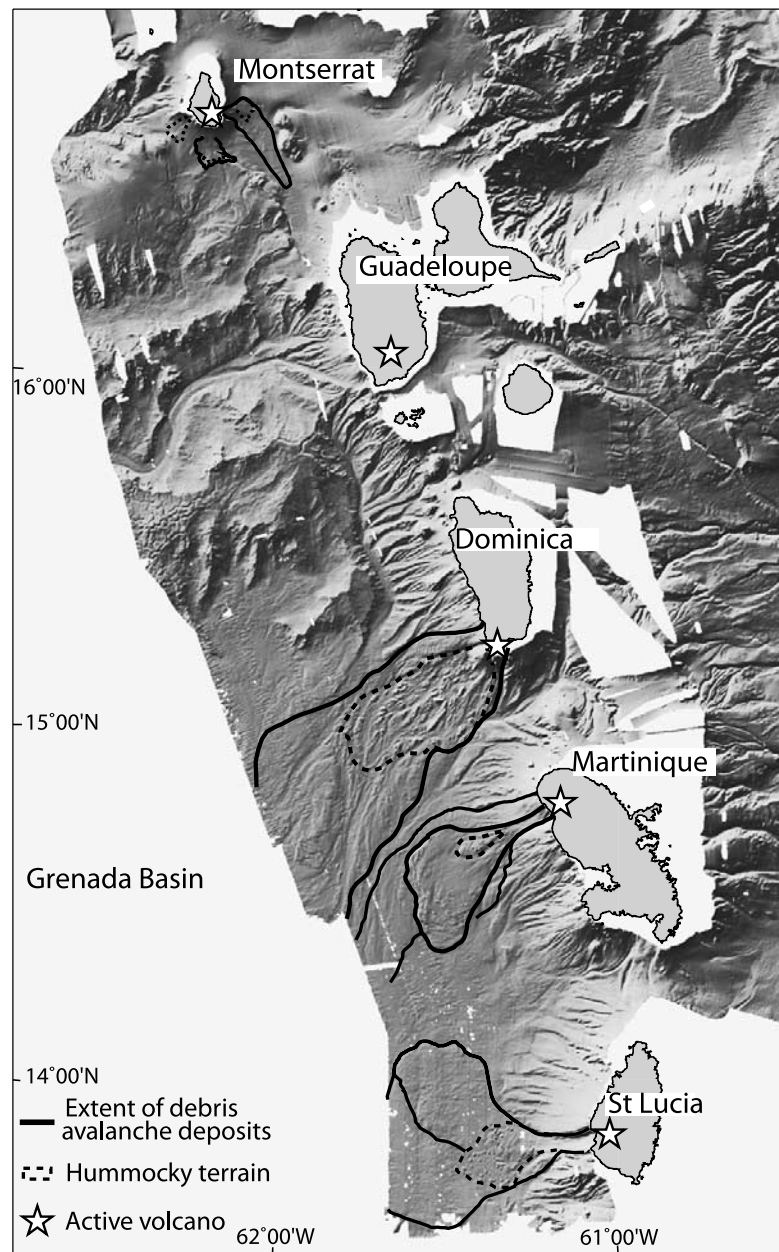 Montserrat
Guadeloupe
16°00'N
Dominica
15°00'N
Martinique
Grenada Basin
14°00'N
St Lucia
Extent of debris
avalanche deposits
Hummocky terrain
Active volcano
62°00'W
61°00'W